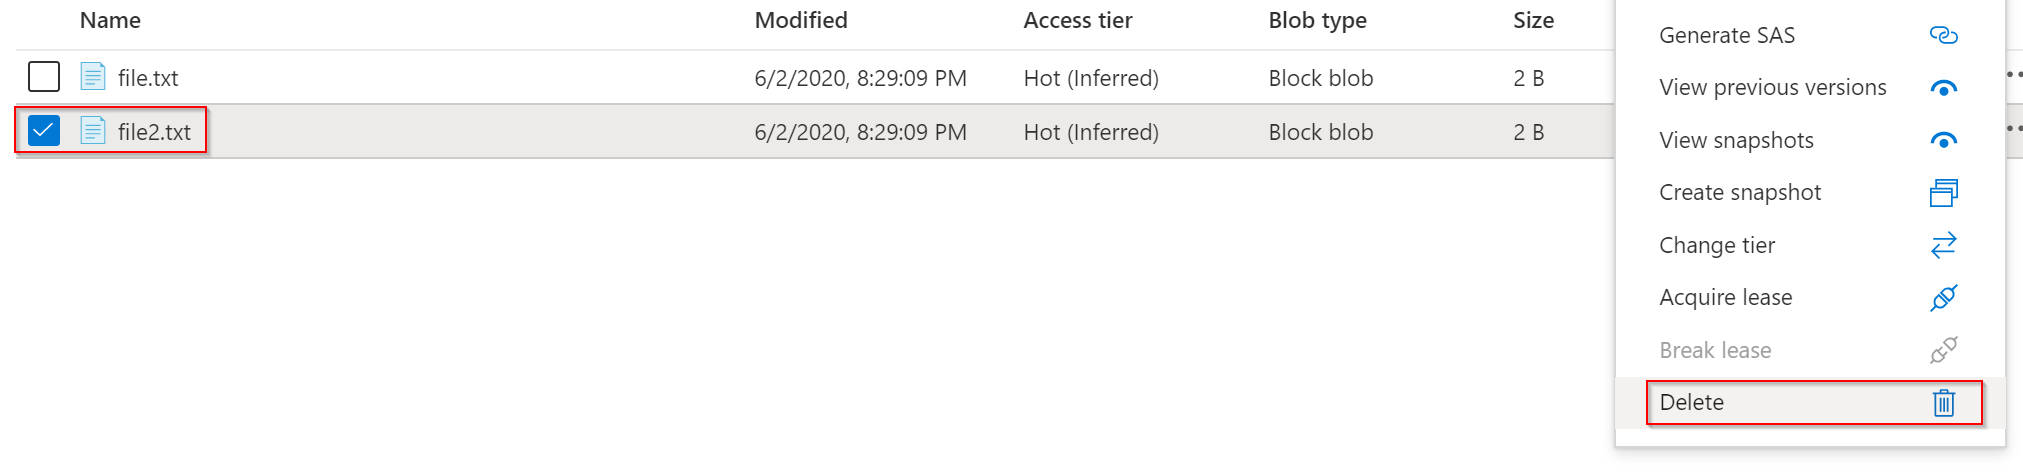 Name Modified Access tier Blob type Size
file.txt 6/2/2020, 8:29:09 PM Hot (Inferred) Block blob 2 B
file2.txt 6/2/2020, 8:29:09 PM Hot (Inferred) Block blob 2 B
Generate SAS
View previous versions
View snapshots
Create snapshot
Change tier
Acquire lease
Break lease
Delete